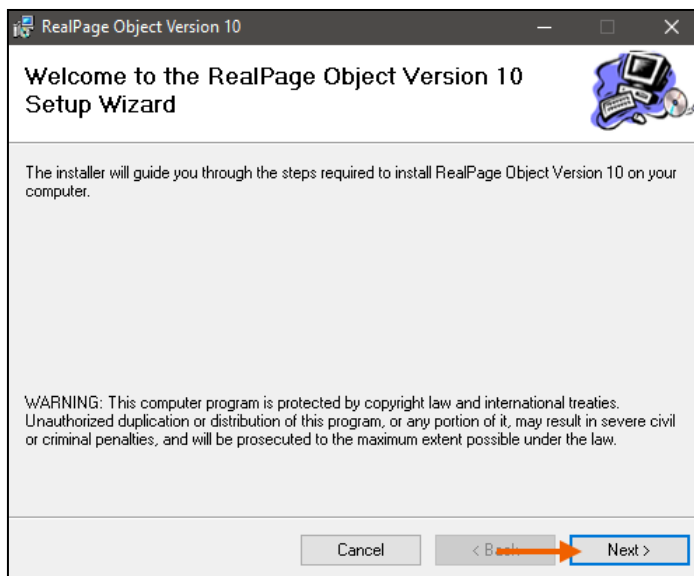 RealPage Object Version 10
Welcome to the RealPage Object Version 10
Setup Wizard
The installer will guide you through the steps required to install RealPage Object Version 10 on your
computer.
WARNING: This computer program is protected by copyright law and international treaties.
Unauthorized duplication or distribution of this program, or any portion of it, may result in severe civil
or criminal penalties, and will be prosecuted to the maximum extent possible under the law.
Cancel < Back Next >